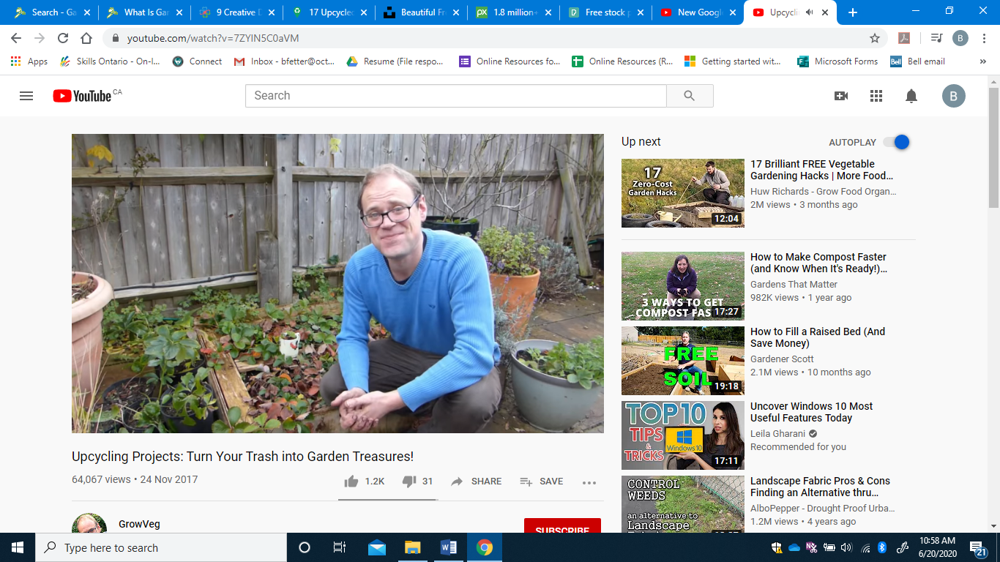 Search - Ga
What Is Gar
9 Creative D
17 Upcycled
Beautiful Fr
px
1.8 million+
D
Free stock p
New Google
Upcyclin
youtube.com/watch?v=7ZYIN5C0aVM
B
Apps
Skills Ontario - On-l...
Connect
Inbox - bfetter@oct...
Resume (File respo...
Online Resources fo...
Online Resources (R...
Getting started wit...
Microsoft Forms
Bell
Bell email
»
YouTube CA
Search
B
Up next
AUTOPLAY
17
Zero-Cost
Garden Hacks
12:04
17 Brilliant FREE Vegetable
Gardening Hacks | More Food...
Huw Richards - Grow Food Organ...
2M views • 3 months ago
3 WAYS TO GET
COMPOST FAS
17:27
How to Make Compost Faster
(and Know When It's Ready!)...
Gardens That Matter
982K views • 1 year ago
FREE
SOIL
19:18
How to Fill a Raised Bed (And
Save Money)
Gardener Scott
2.1M views • 10 months ago
TOP 10
TIPS
&
TRICKS
Windows 10
17:11
Uncover Windows 10 Most
Useful Features Today
Leila Gharani
Recommended for you
CONTROL
WEEDS
an alternative to
Landscape
Landscape Fabric Pros & Cons
Finding an Alternative thru...
AlboPepper - Drought Proof Urba...
1.2M views • 4 years ago
Upcycling Projects: Turn Your Trash into Garden Treasures!
64,067 views • 24 Nov 2017
1.2K
31
SHARE
SAVE
GrowVeg
SUBSCRIBE
Type here to search
10:58 AM
6/20/2020
21